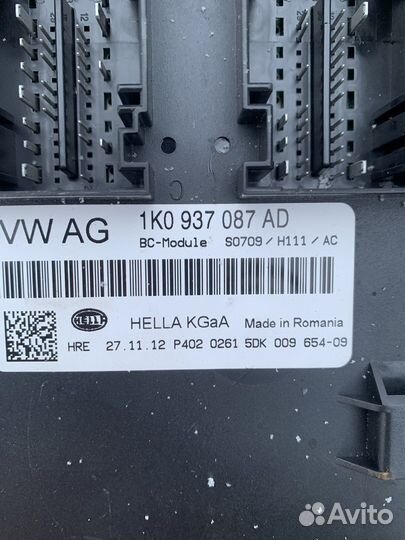 VW AG 1K0 937 087 AD
BC-Module S0709 / H111 / AC
HELLA KGaA Made in Romania
HRE 27.11.12 P402 0261 5DK 009 654-09
Avito